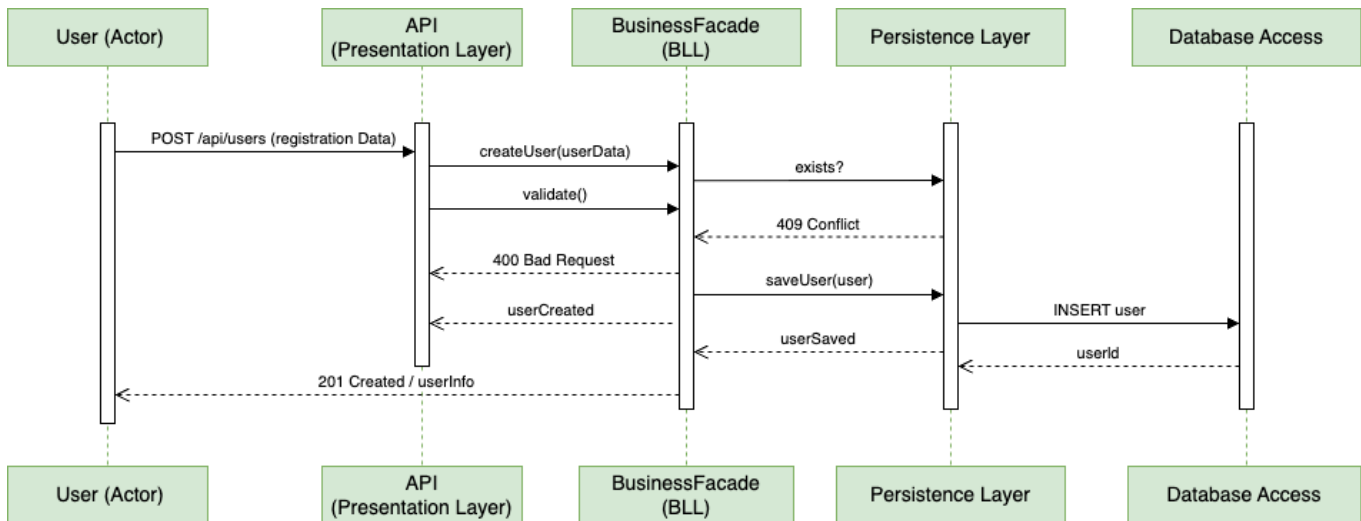 User (Actor)
API
(Presentation Layer)
BusinessFacade
(BLL)
Persistence Layer
Database Access
POST /api/users (registration Data)
createUser(userData)
exists?
validate()
409 Conflict
400 Bad Request
saveUser(user)
userCreated
INSERT user
userSaved
userId
201 Created / userInfo
User (Actor)
API
(Presentation Layer)
BusinessFacade
(BLL)
Persistence Layer
Database Access